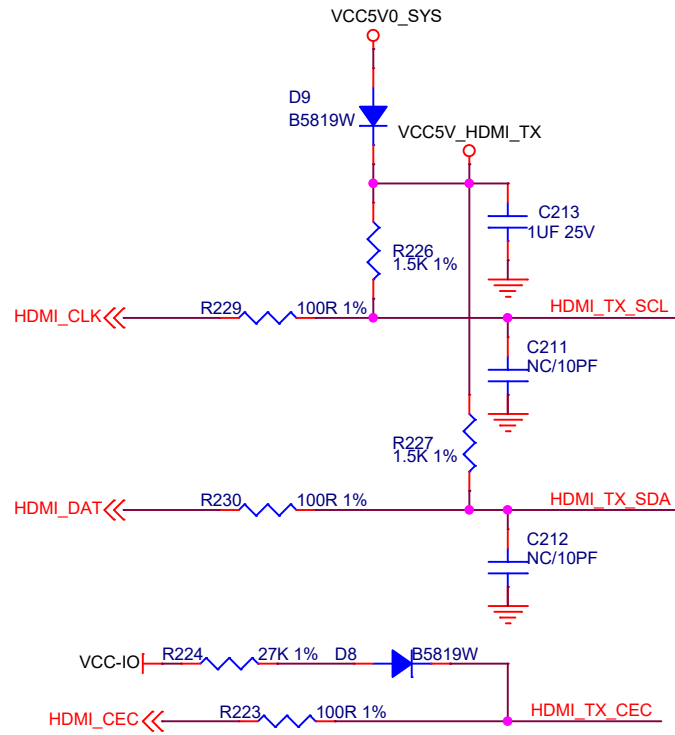 VCC5V0_SYS
D9
B5819W
VCC5V_HDMI_TX
C213
1UF 25V
R226
1.5K 1%
HDMI_CLK
R229
100R 1%
HDMI_TX_SCL
C211
NC/10PF
R227
1.5K 1%
HDMI_DAT
R230
100R 1%
HDMI_TX_SDA
C212
NC/10PF
VCC-IO
R224
27K 1%
D8
B5819W
HDMI_CEC
R223
100R 1%
HDMI_TX_CEC